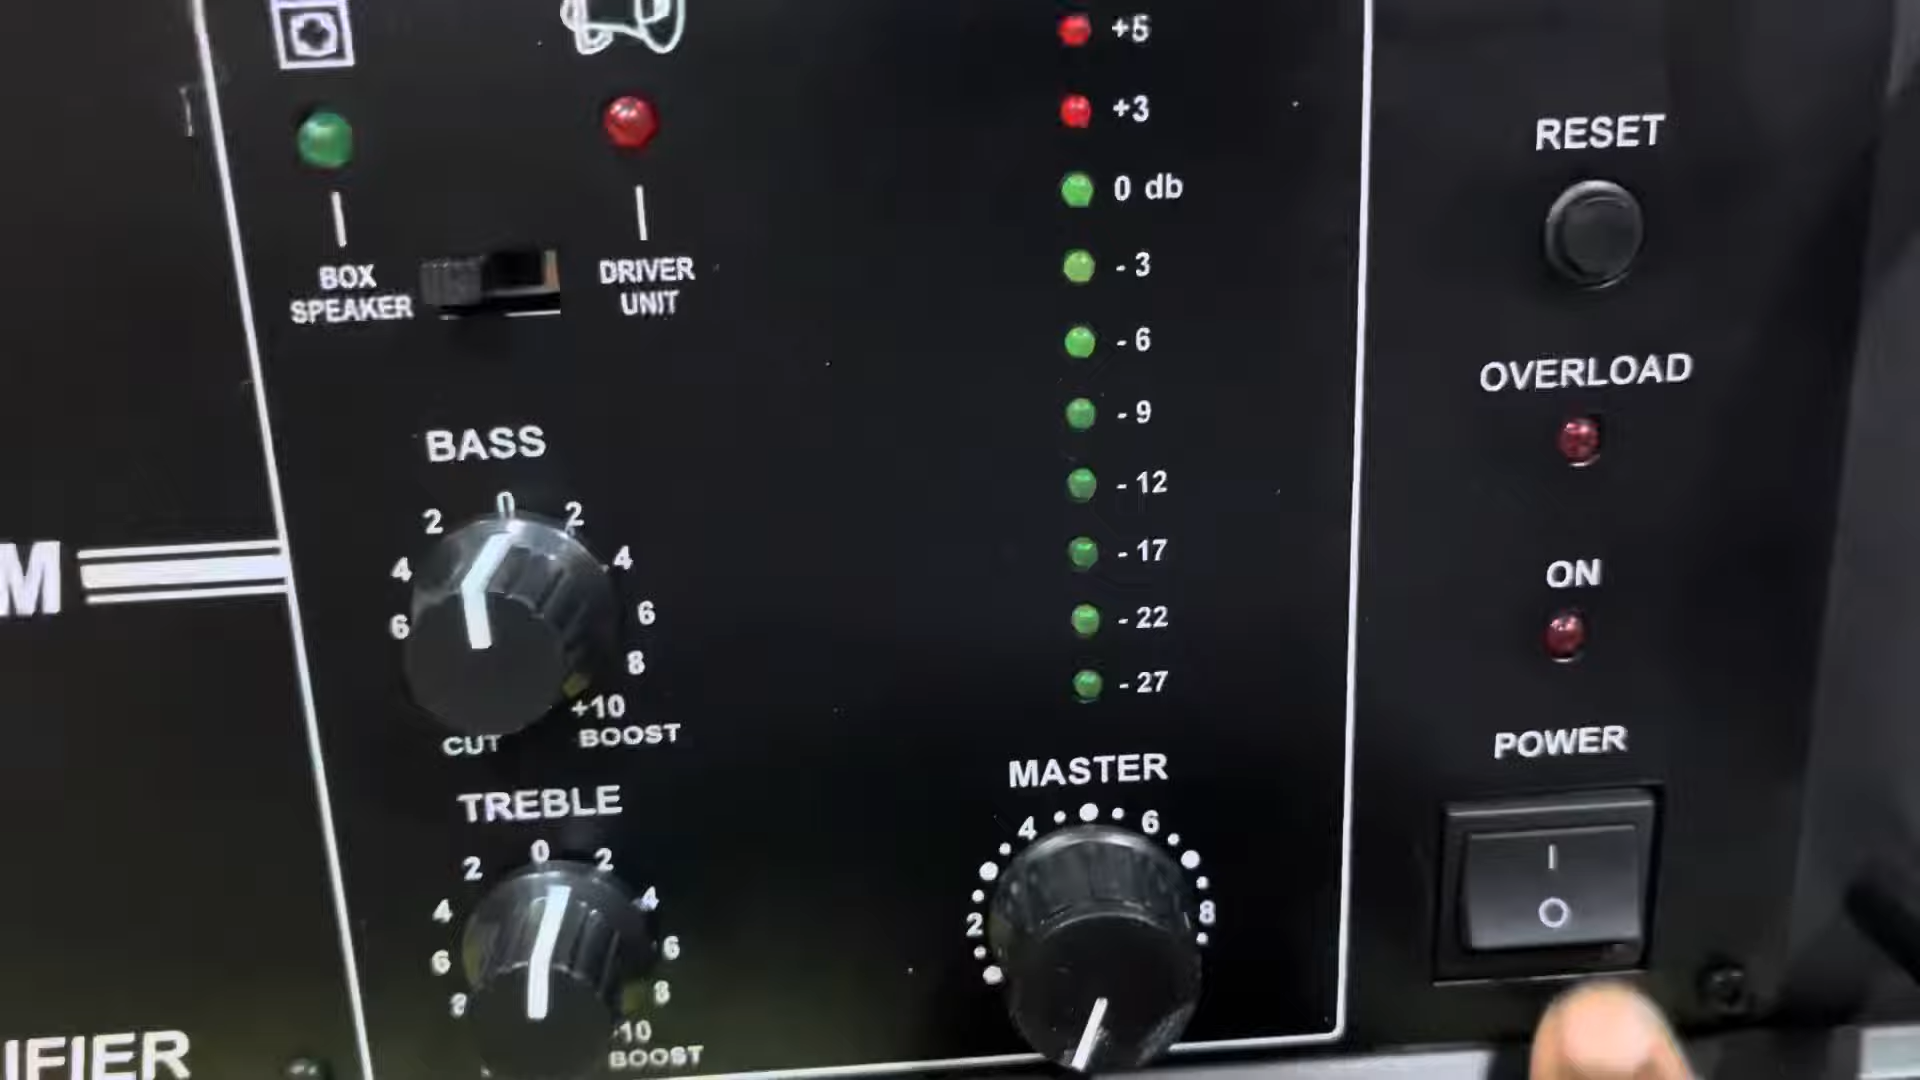 +5
+3
0 db
- 3
- 6
- 9
- 12
- 17
- 22
- 27
BOX
SPEAKER
DRIVER
UNIT
RESET
OVERLOAD
ON
POWER
BASS
0
2 2
4 4
6 6
8
+10
CUT BOOST
M
TREBLE
0
2 2
4 4
6 6
8 8
10
BOOST
MASTER
4 6
2 8
IFIER